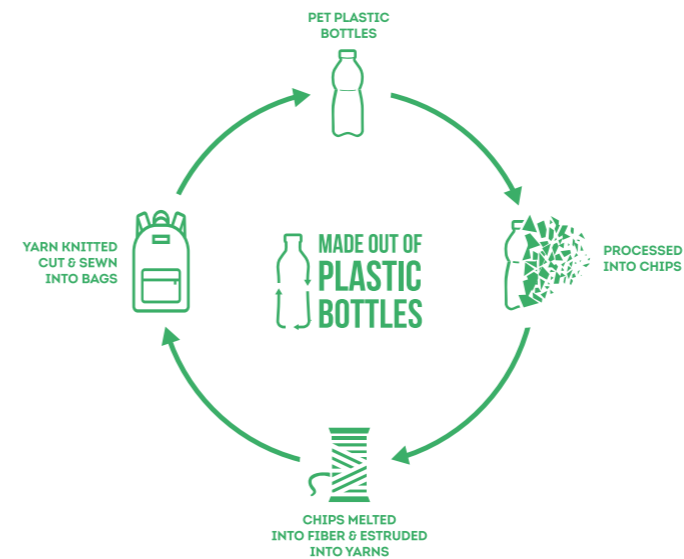 PET PLASTIC
BOTTLES
PROCESSED
INTO CHIPS
CHIPS MELTED
INTO FIBER & ESTRUDED
INTO YARNS
YARN KNITTED
CUT & SEWN
INTO BAGS
MADE OUT OF
PLASTIC
BOTTLES